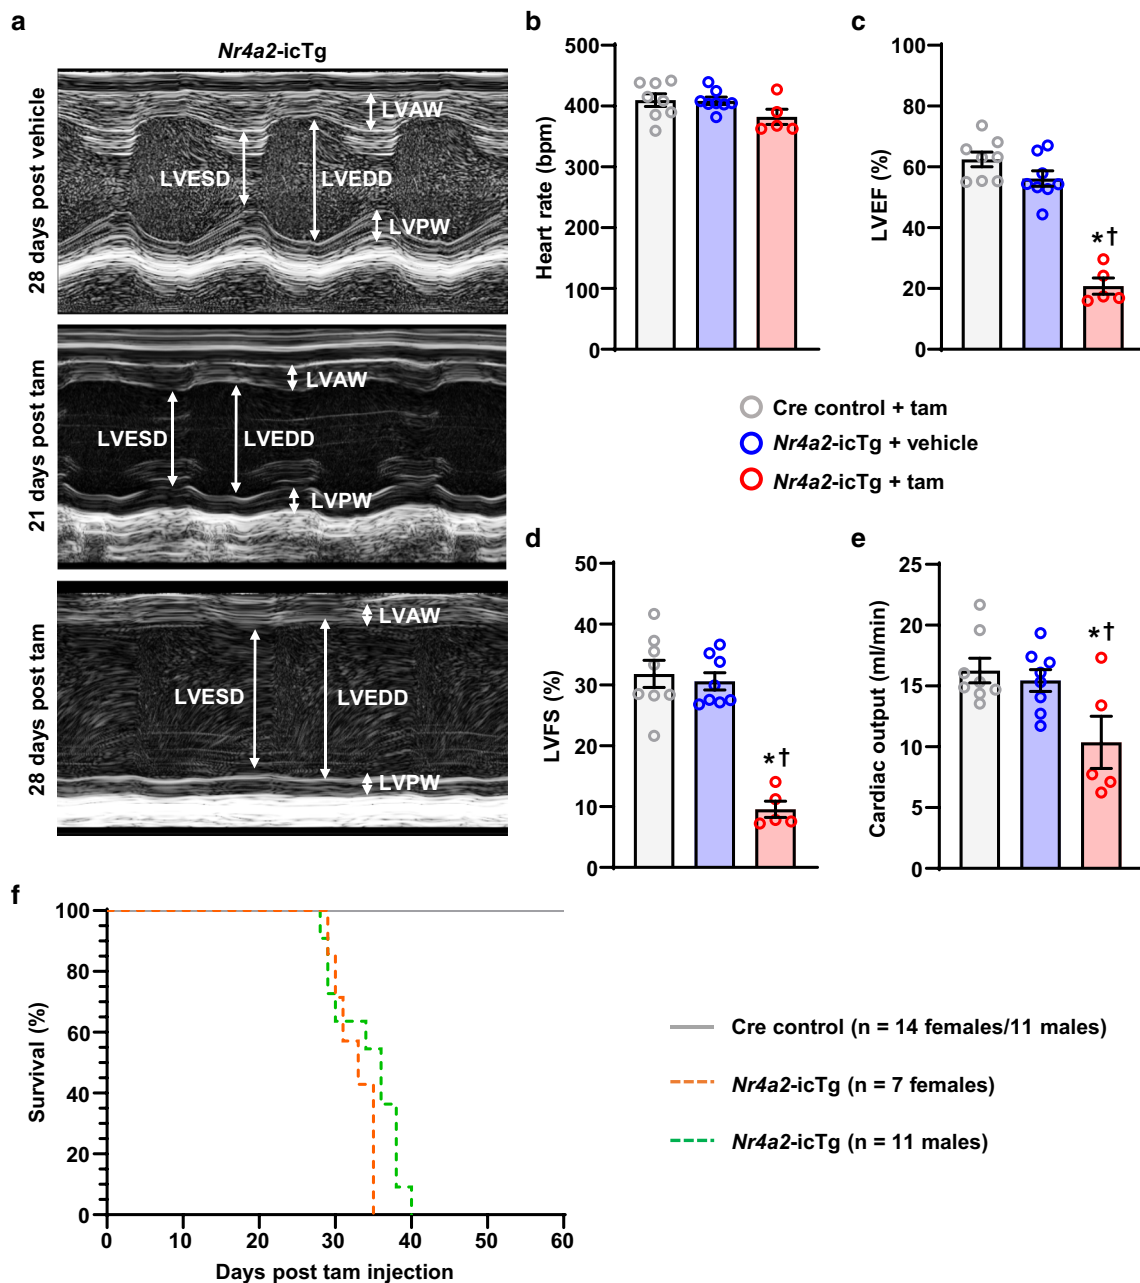 a
Nr4a2-icTg
28 days post vehicle
LVAW
LVESD
LVEDD
LVPW
21 days post tam
LVAW
LVESD
LVEDD
LVPW
28 days post tam
LVAW
LVESD
LVEDD
LVPW
b
Heart rate (bpm)
500
400
300
200
100
0
c
LVEF (%)
100
80
60
40
20
0
*†
Cre control + tam
Nr4a2-icTg + vehicle
Nr4a2-icTg + tam
d
LVFS (%)
50
40
30
20
10
0
*†
e
Cardiac output (ml/min)
25
20
15
10
5
0
*†
f
Survival (%)
100
80
60
40
20
0
0 10 20 30 40 50 60
Days post tam injection
Cre control (n = 14 females/11 males)
Nr4a2-icTg (n = 7 females)
Nr4a2-icTg (n = 11 males)